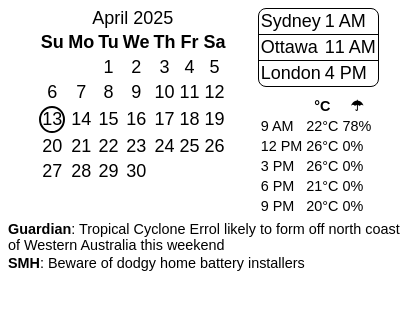 April 2025
Su Mo Tu We Th Fr Sa
1 2 3 4 5
6 7 8 9 10 11 12
13 14 15 16 17 18 19
20 21 22 23 24 25 26
27 28 29 30
Sydney 1 AM
Ottawa 11 AM
London 4 PM
°C ☂
9 AM 22°C 78%
12 PM 26°C 0%
3 PM 26°C 0%
6 PM 21°C 0%
9 PM 20°C 0%
Guardian: Tropical Cyclone Errol likely to form off north coast
of Western Australia this weekend
SMH: Beware of dodgy home battery installers